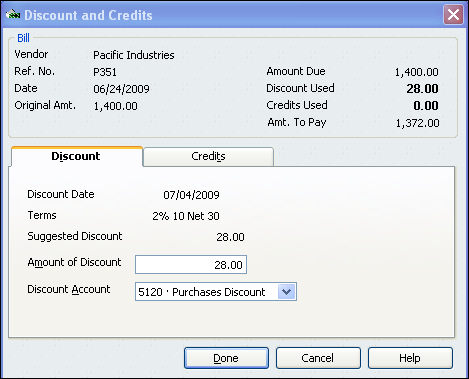 Discount and Credits
Bill
Vendor Pacific Industries
Ref. No. P351 Amount Due 1,400.00
Date 06/24/2009 Discount Used 28.00
Original Amt. 1,400.00 Credits Used 0.00
Amt. To Pay 1,372.00
Discount Credits
Discount Date 07/04/2009
Terms 2% 10 Net 30
Suggested Discount 28.00
Amount of Discount 28.00
Discount Account 5120 · Purchases Discount
Done Cancel Help